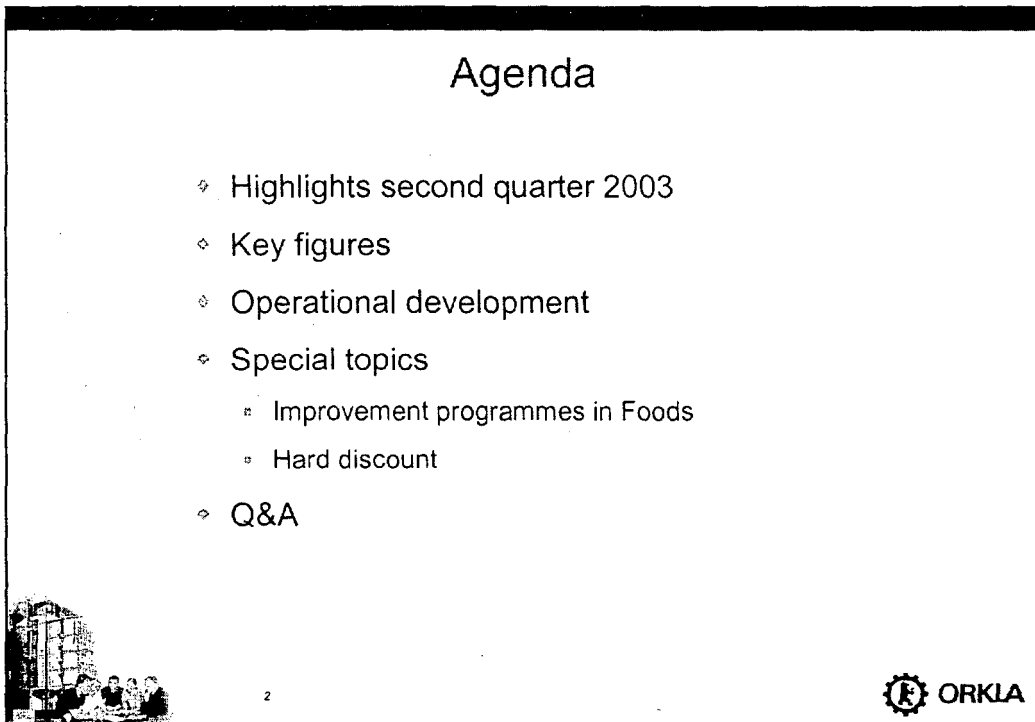 Agenda
Highlights second quarter 2003
Key figures
Operational development
Special topics
Improvement programmes in Foods
Hard discount
Q&A
2
ORKLA